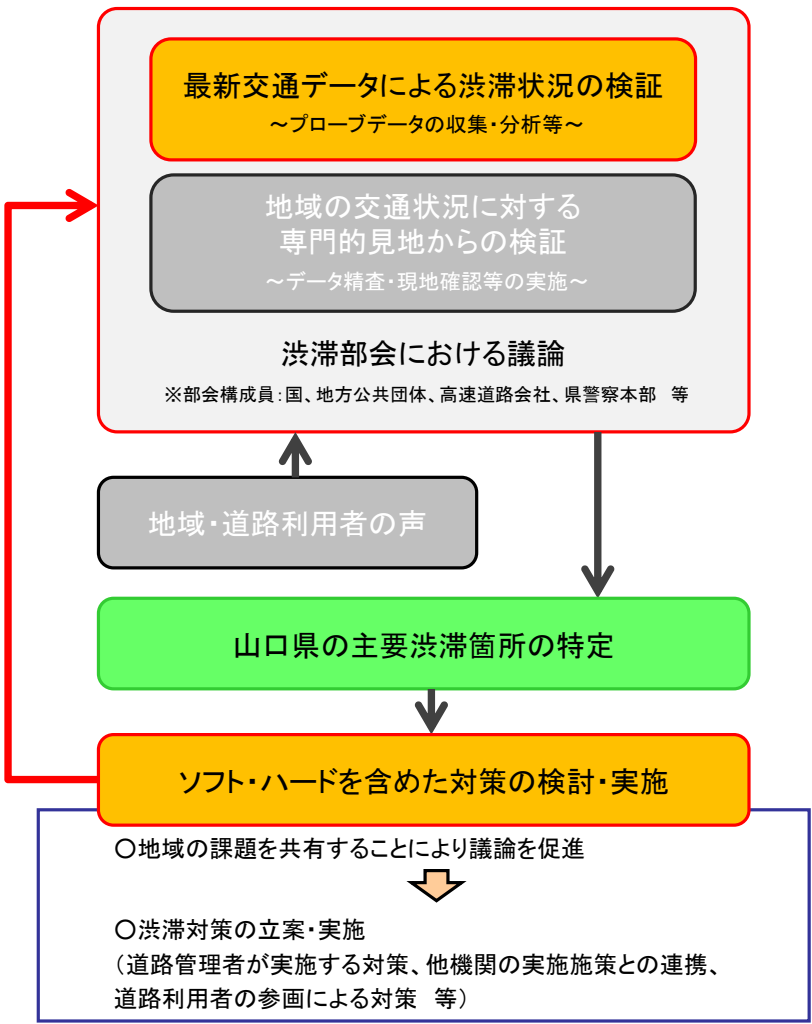 最新交通データによる渋滞状況の検証
～プローブデータの収集・分析等～
地域の交通状況に対する
専門的見地からの検証
～データ精査・現地確認等の実施～
渋滞部会における議論
※部会構成員：国、地方公共団体、高速道路会社、県警察本部　等
地域・道路利用者の声
山口県の主要渋滞箇所の特定
ソフト・ハードを含めた対策の検討・実施
〇地域の課題を共有することにより議論を促進
〇渋滞対策の立案・実施
（道路管理者が実施する対策、他機関の実施施策との連携、
道路利用者の参画による対策　等）